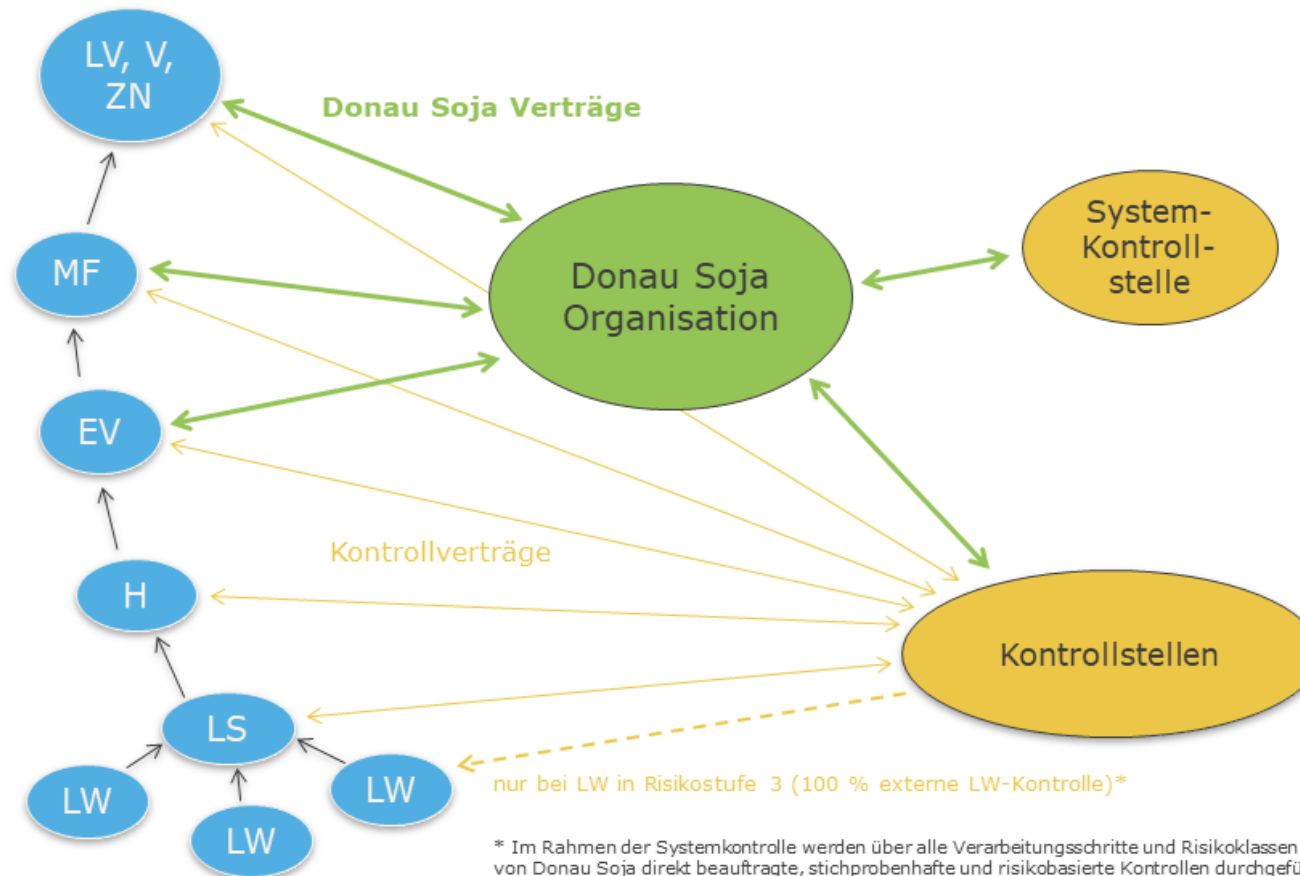 LV, V,
ZN
Donau Soja Verträge
System-
Kontroll-
stelle
Donau Soja
Organisation
MF
EV
Kontrollverträge
H
Kontrollstellen
LS
LW
LW
LW
nur bei LW in Risikostufe 3 (100 % externe LW-Kontrolle)*
* Im Rahmen der Systemkontrolle werden über alle Verarbeitungsschritte und Risikoklassen
von Donau Soja direkt beauftragte, stichprobenhafte und risikobasierte Kontrollen